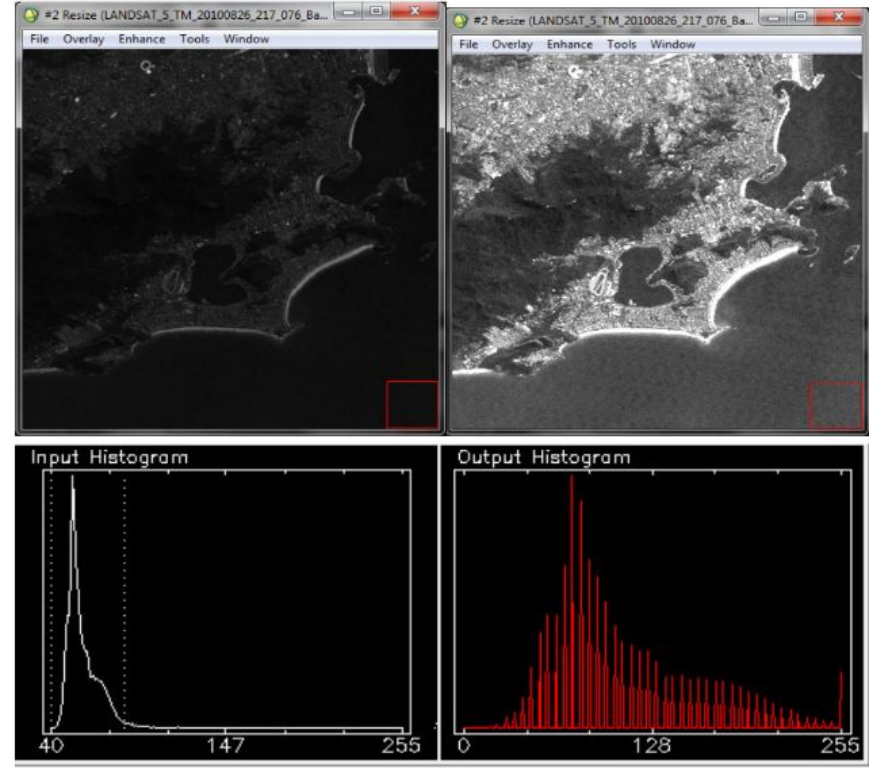 #2 Resize (LANDSAT_5_TM_20100826_217_076_Ba...
File Overlay Enhance Tools Window
#2 Resize (LANDSAT_5_TM_20100826_217_076_Ba...
File Overlay Enhance Tools Window
Input Histogram
40 147 255
Output Histogram
0 128 255